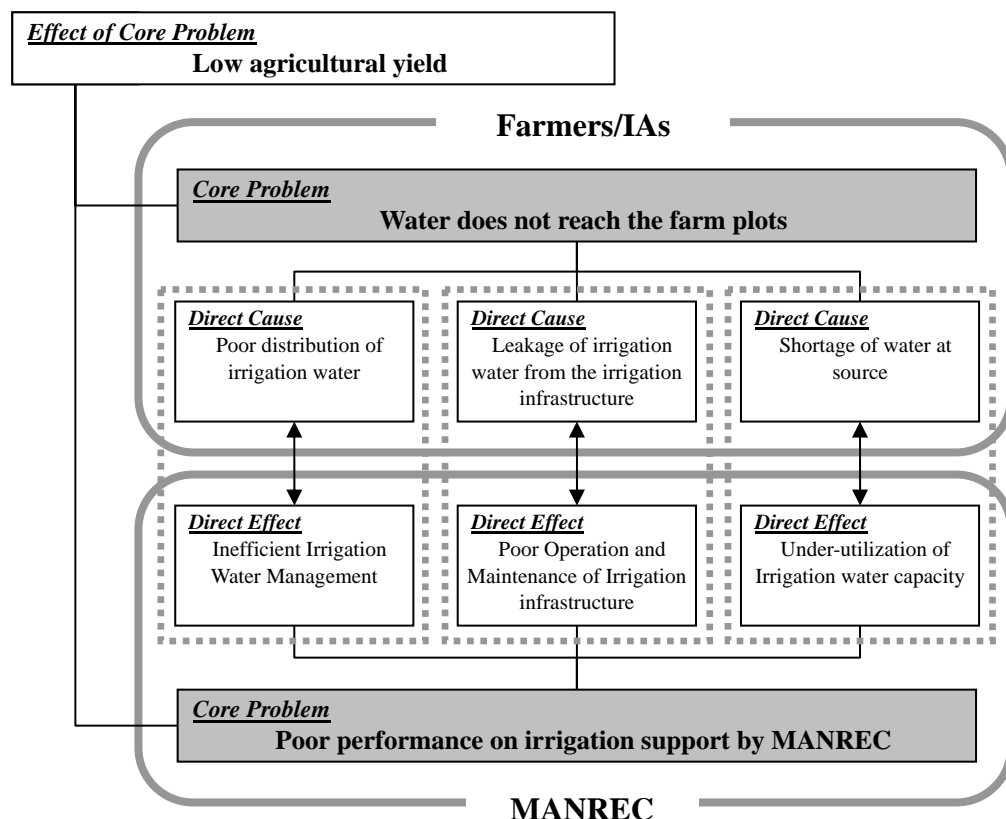 Effect of Core Problem
Low agricultural yield
Farmers/IAs
Core Problem
Water does not reach the farm plots
Direct Cause
Poor distribution of
irrigation water
Direct Cause
Leakage of irrigation
water from the irrigation
infrastructure
Direct Cause
Shortage of water at
source
Direct Effect
Inefficient Irrigation
Water Management
Direct Effect
Poor Operation and
Maintenance of Irrigation
infrastructure
Direct Effect
Under-utilization of
Irrigation water capacity
Core Problem
Poor performance on irrigation support by MANREC
MANREC